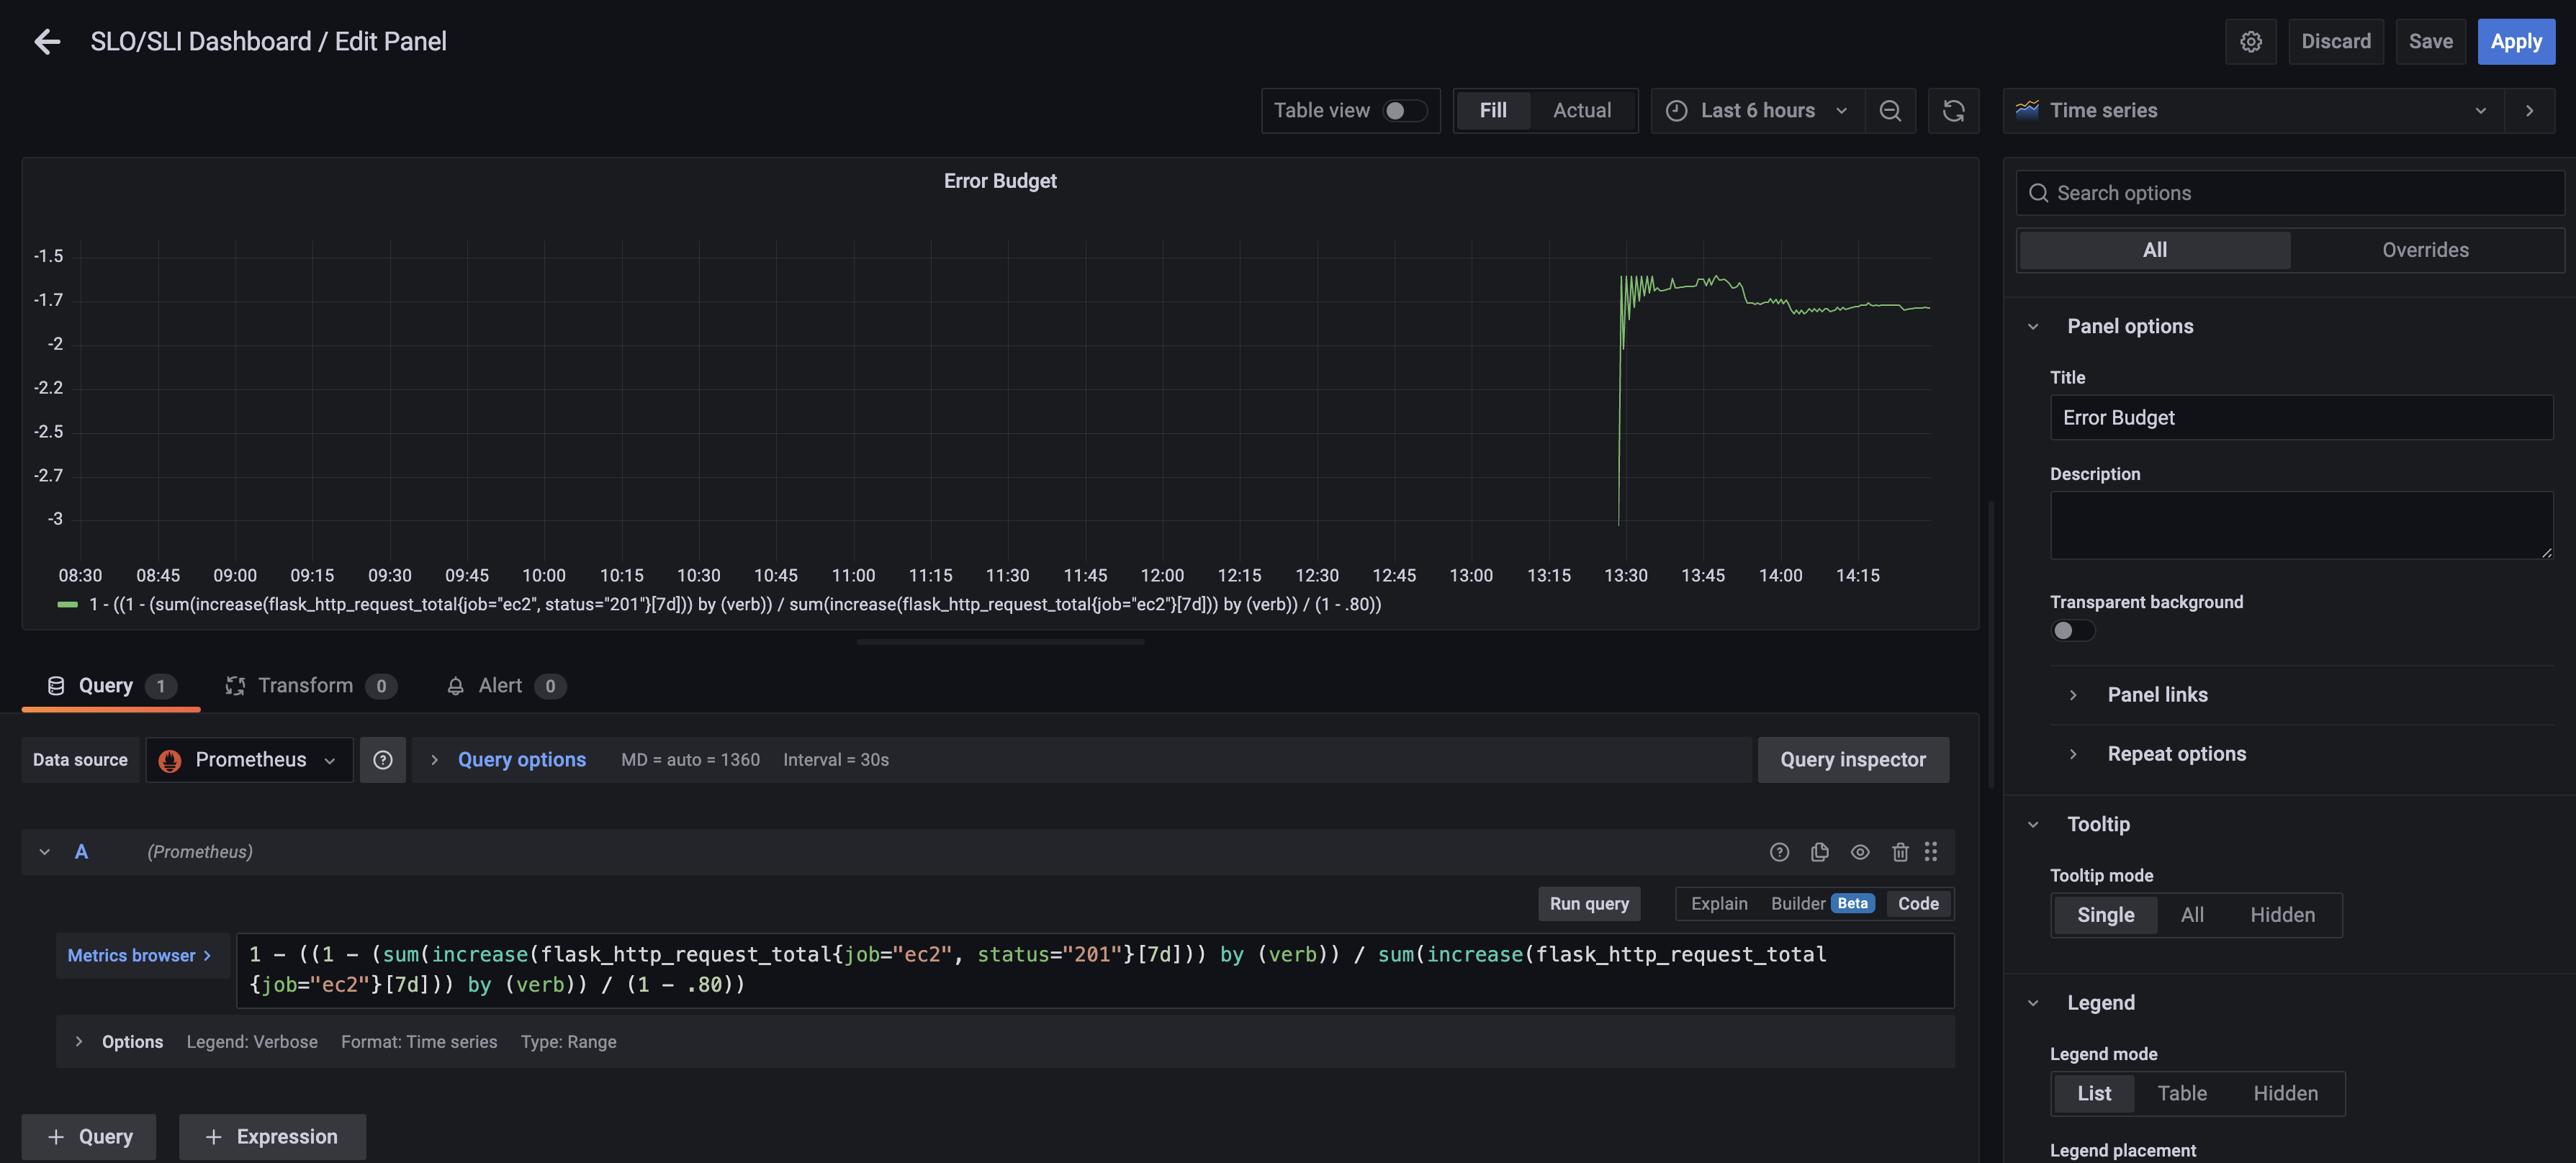 SLO/SLI Dashboard / Edit Panel
Discard
Save
Apply
Table view
Fill
Actual
Last 6 hours
Time series
Error Budget
-1.5
-1.7
-2
-2.2
-2.5
-2.7
-3
08:30 08:45 09:00 09:15 09:30 09:45 10:00 10:15 10:30 10:45 11:00 11:15 11:30 11:45 12:00 12:15 12:30 12:45 13:00 13:15 13:30 13:45 14:00 14:15
1 - ((1 - (sum(increase(flask_http_request_total{job="ec2", status="201"}[7d])) by (verb)) / sum(increase(flask_http_request_total{job="ec2"}[7d])) by (verb)) / (1 - .80))
Query 1
Transform 0
Alert 0
Data source
Prometheus
Query options
MD = auto = 1360
Interval = 30s
Query inspector
A
(Prometheus)
Run query
Explain
Builder Beta
Code
Metrics browser >
1 - ((1 - (sum(increase(flask_http_request_total{job="ec2", status="201"}[7d])) by (verb)) / sum(increase(flask_http_request_total
{job="ec2"}[7d])) by (verb)) / (1 - .80))
Options
Legend: Verbose
Format: Time series
Type: Range
+ Query
+ Expression
Search options
All
Overrides
Panel options
Title
Error Budget
Description
Transparent background
Panel links
Repeat options
Tooltip
Tooltip mode
Single
All
Hidden
Legend
Legend mode
List
Table
Hidden
Legend placement